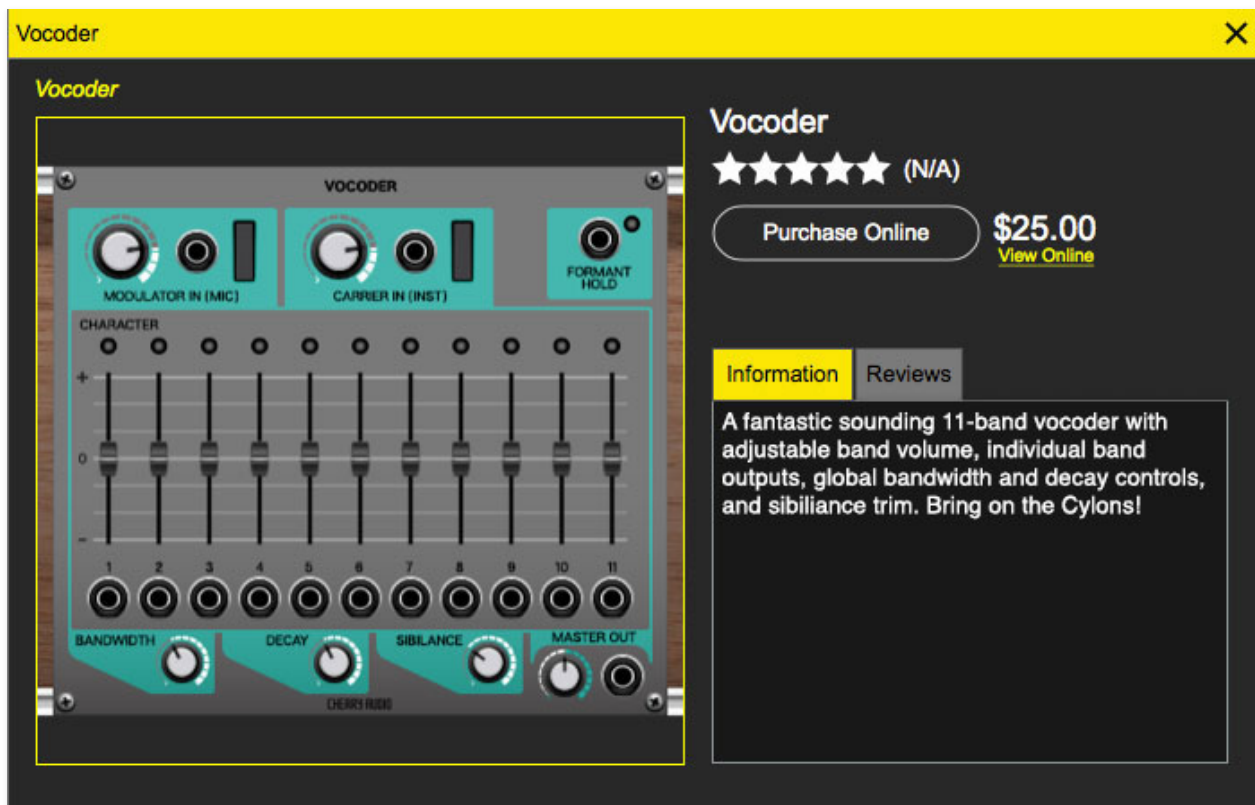 Vocoder
Vocoder
VOCODER
MODULATOR IN (MIC)
CARRIER IN (INST)
FORMANT
HOLD
CHARACTER
+
0
-
1 2 3 4 5 6 7 8 9 10 11
BANDWIDTH
DECAY
SIBILANCE
MASTER OUT
CHERRY AUDIO
Vocoder
(N/A)
Purchase Online
$25.00
View Online
Information
Reviews
A fantastic sounding 11-band vocoder with
adjustable band volume, individual band
outputs, global bandwidth and decay controls,
and sibiliance trim. Bring on the Cylons!